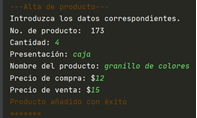 ---Alta de producto---
Introduzca los datos correspondientes.
No. de producto:  173
Cantidad: 4
Presentación: caja
Nombre del producto: granillo de colores
Precio de compra: $12
Precio de venta: $15
Producto añadido con éxito
*******